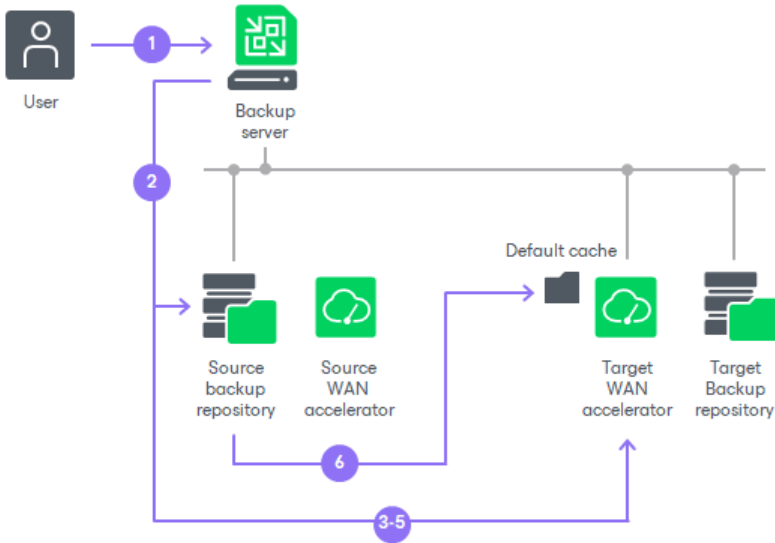 1
User
Backup
server
2
Default cache
Source
backup
repository
Source
WAN
accelerator
Target
WAN
accelerator
Target
Backup
repository
6
3-5